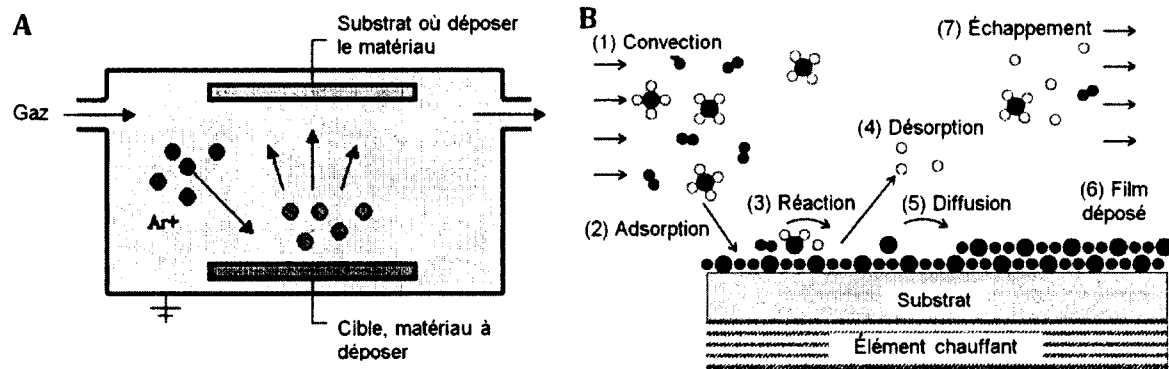 A
Substrat où déposer
le matériau
Gaz
Ar+
Cible, matériau à
déposer
B
(1) Convection
(7) Échappement
(4) Désorption
(3) Réaction
(5) Diffusion
(6) Film
déposé
(2) Adsorption
Substrat
Élément chauffant